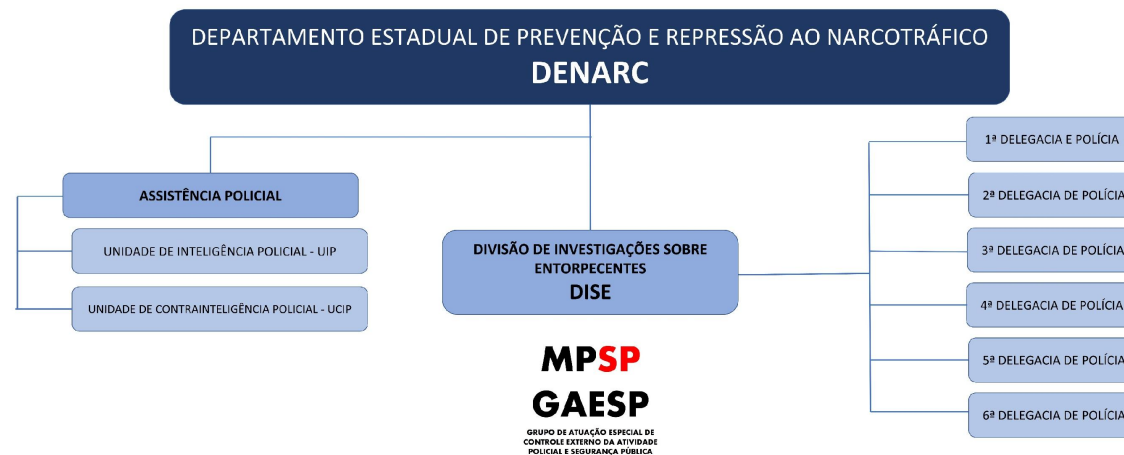 DEPARTAMENTO ESTADUAL DE PREVENÇÃO E REPRESSÃO AO NARCOTRÁFICO
DENARC
ASSISTÊNCIA POLICIAL
UNIDADE DE INTELIGÊNCIA POLICIAL - UIP
UNIDADE DE CONTRAINTELIGÊNCIA POLICIAL - UCIP
DIVISÃO DE INVESTIGAÇÕES SOBRE
ENTORPECENTES
DISE
1ª DELEGACIA E POLÍCIA
2ª DELEGACIA DE POLÍCIA
3ª DELEGACIA DE POLÍCIA
4ª DELEGACIA DE POLÍCIA
5ª DELEGACIA DE POLÍCIA
6ª DELEGACIA DE POLÍCIA
MPSP
GAESP
GRUPO DE ATUAÇÃO ESPECIAL DE
CONTROLE EXTERNO DA ATIVIDADE
POLICIAL E SEGURANÇA PÚBLICA